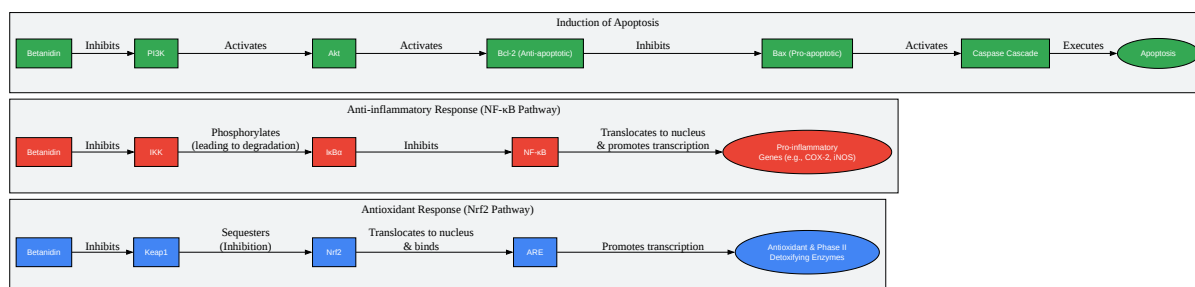 Induction of Apoptosis
Betanidin
Inhibits
PI3K
Activates
Akt
Activates
Bcl-2 (Anti-apoptotic)
Inhibits
Bax (Pro-apoptotic)
Activates
Caspase Cascade
Executes
Apoptosis
Anti-inflammatory Response (NF-κB Pathway)
Betanidin
Inhibits
IKK
Phosphorylates
(leading to degradation)
IκBα
Inhibits
NF-κB
Translocates to nucleus
& promotes transcription
Pro-inflammatory
Genes (e.g., COX-2, iNOS)
Antioxidant Response (Nrf2 Pathway)
Betanidin
Inhibits
Keap1
Sequesters
(Inhibition)
Nrf2
Translocates to nucleus
& binds
ARE
Promotes transcription
Antioxidant & Phase II
Detoxifying Enzymes